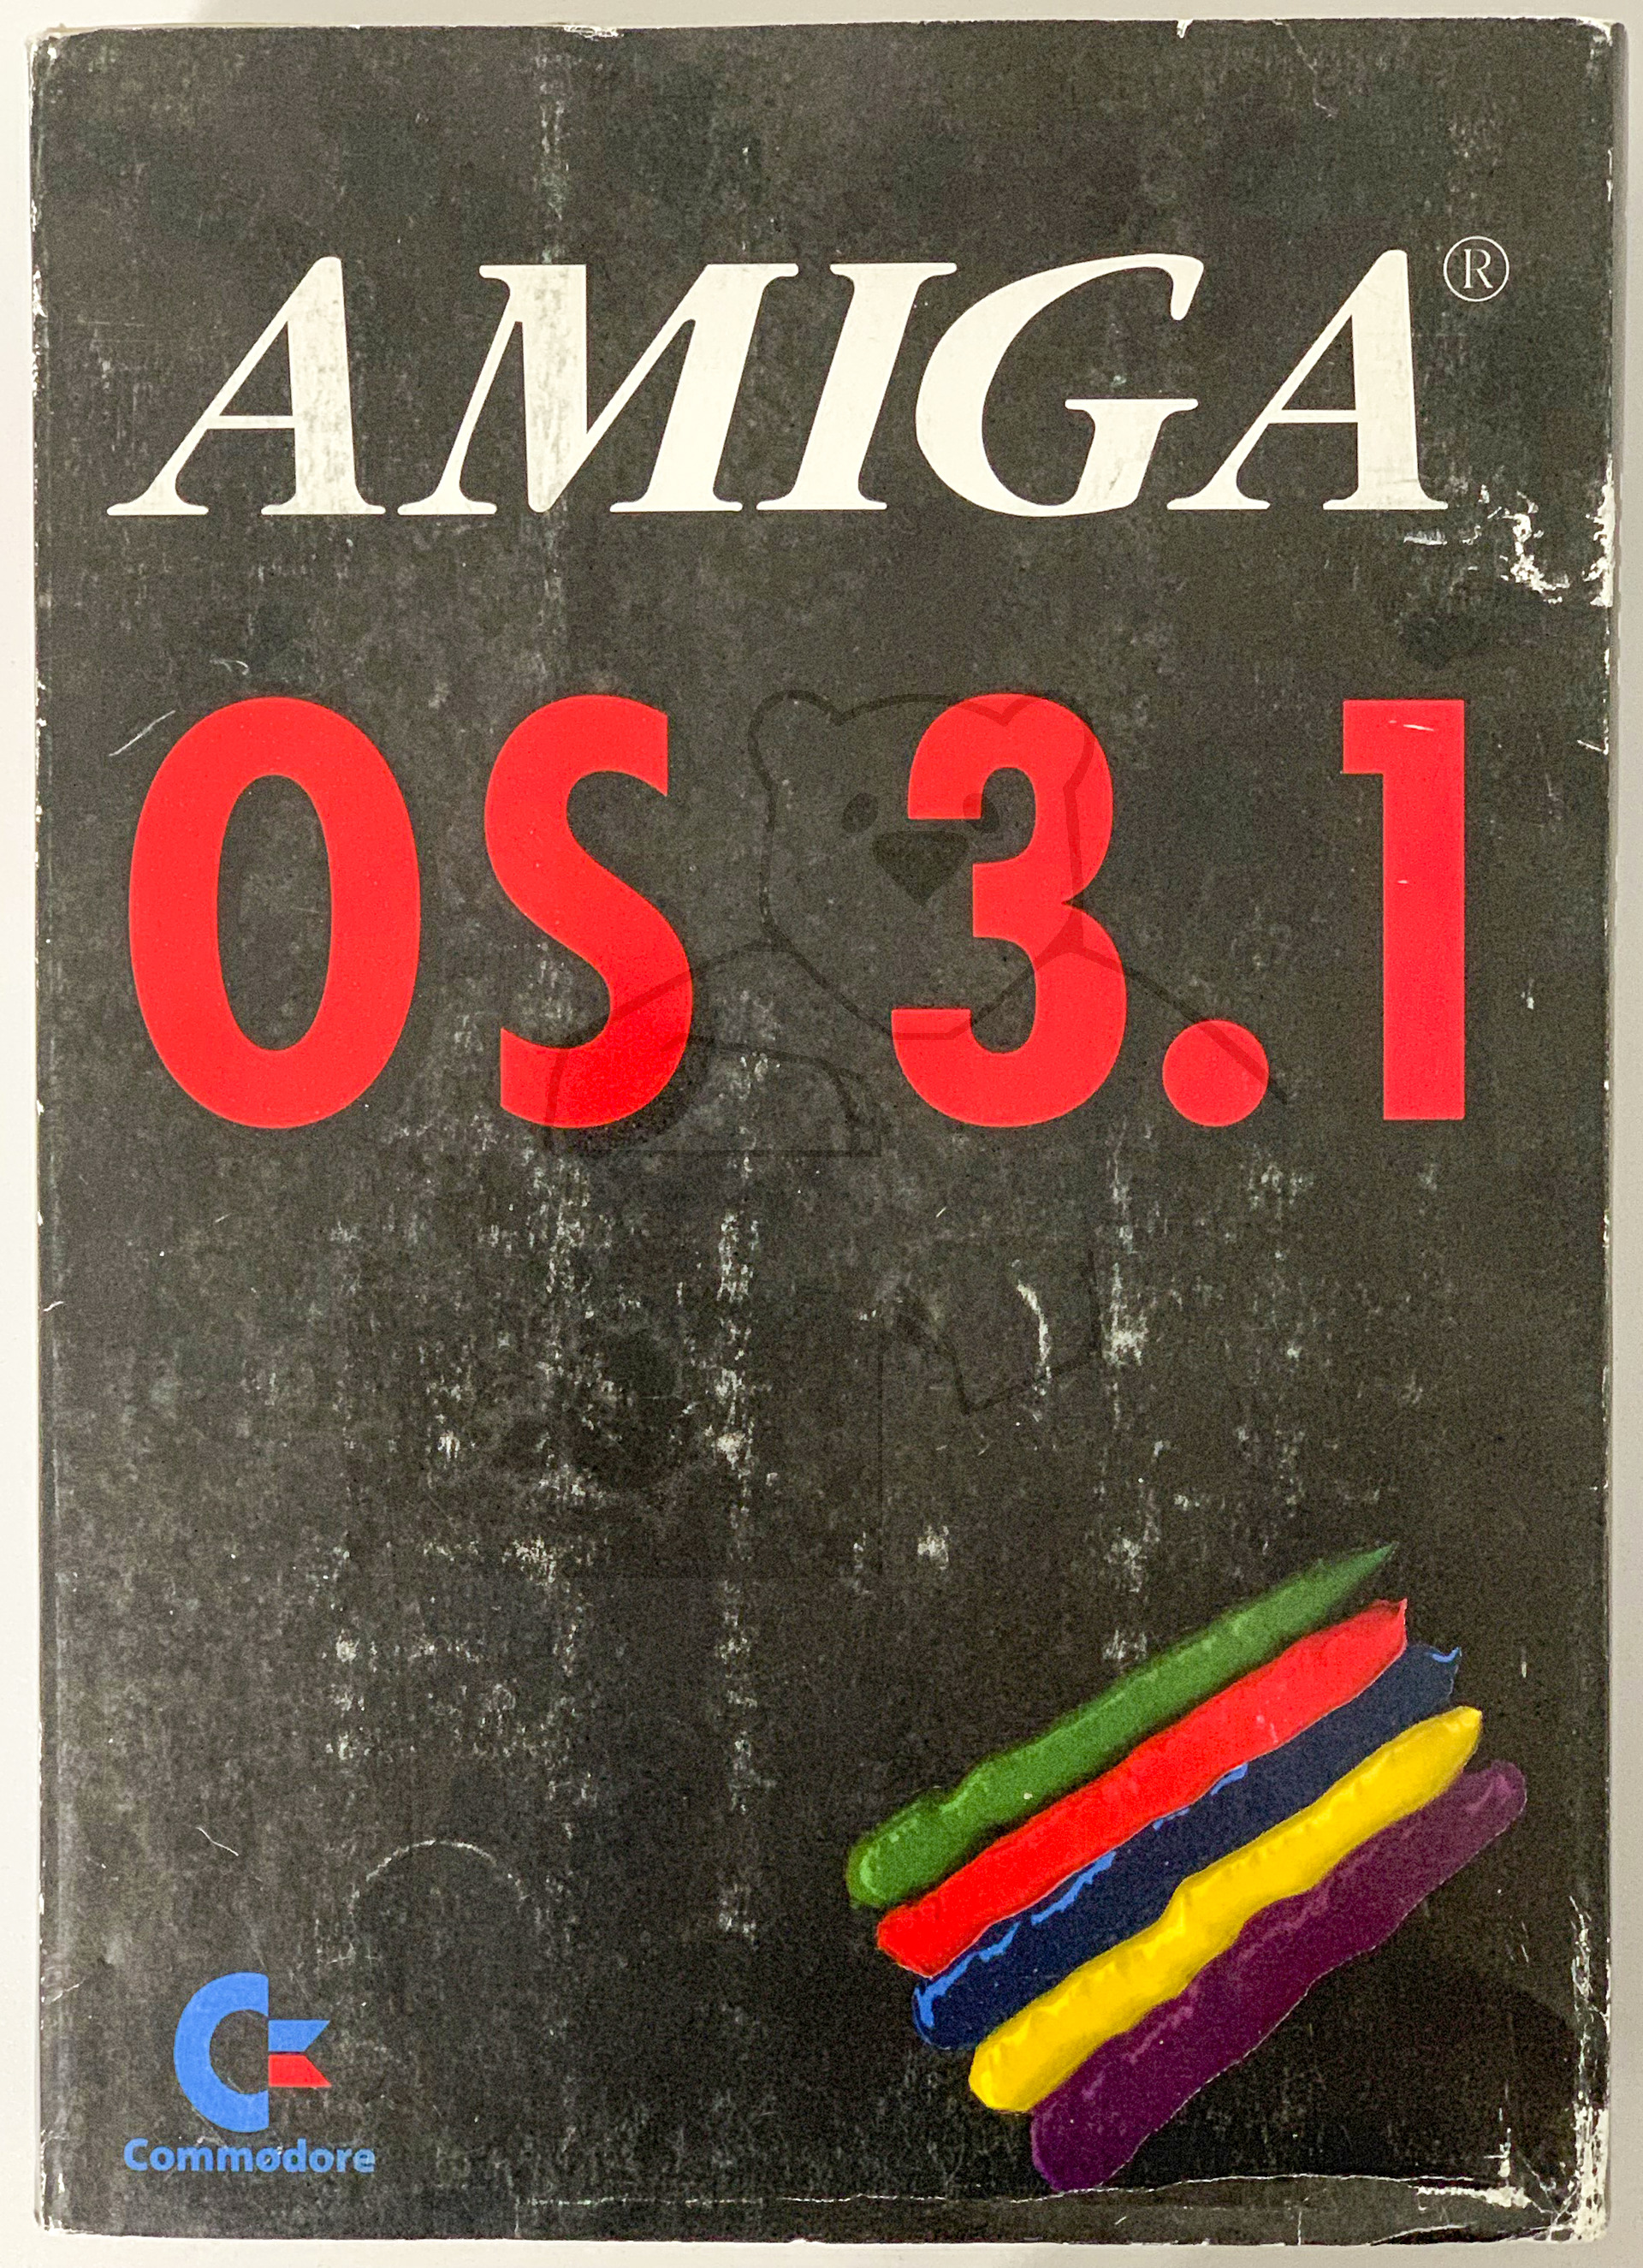 AMIGA®
OS 3.1
Commodore